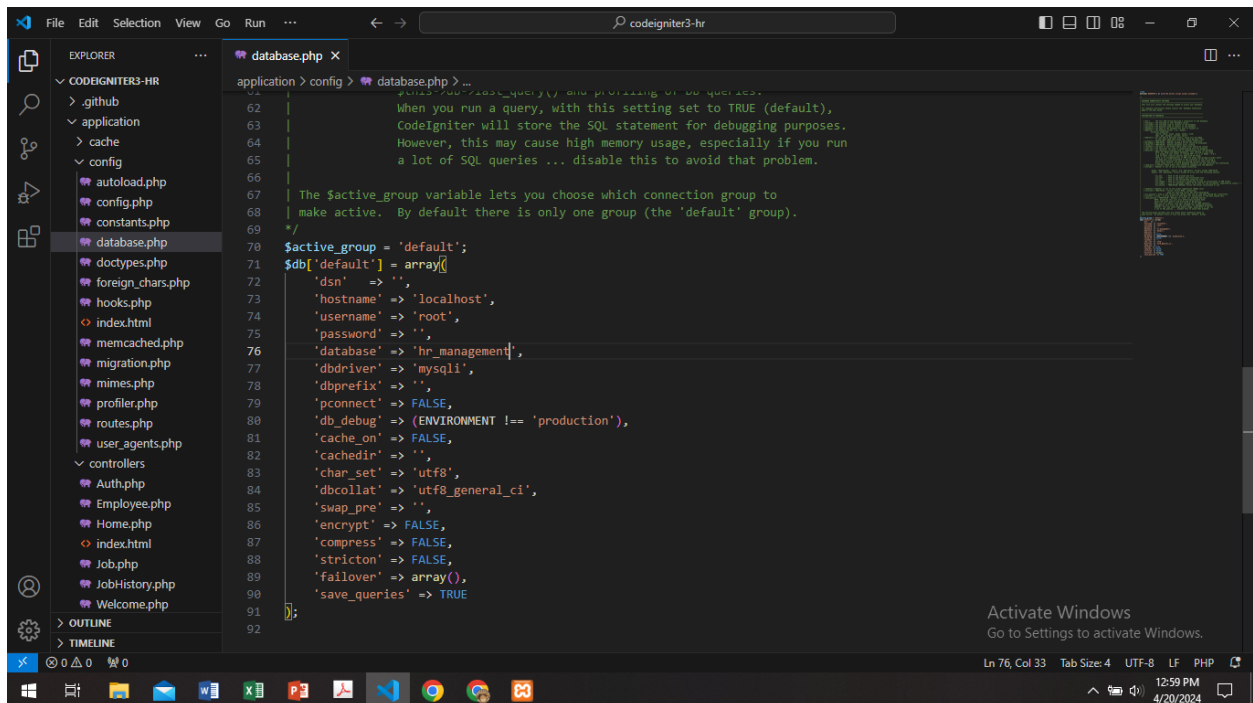 File Edit Selection View Go Run ··· ← → codeigniter3-hr
EXPLORER ···
CODEIGNITER3-HR
.github
application
cache
config
autoload.php
config.php
constants.php
database.php
doctypes.php
foreign_chars.php
hooks.php
index.html
memcached.php
migration.php
mimes.php
profiler.php
routes.php
user_agents.php
controllers
Auth.php
Employee.php
Home.php
index.html
Job.php
JobHistory.php
Welcome.php
OUTLINE
TIMELINE
database.php
application > config > database.php > ...
61 | $this->db->last_query() and profiling of DB queries.
62 | When you run a query, with this setting set to TRUE (default),
63 | CodeIgniter will store the SQL statement for debugging purposes.
64 | However, this may cause high memory usage, especially if you run
65 | a lot of SQL queries ... disable this to avoid that problem.
66 |
67 | The $active_group variable lets you choose which connection group to
68 | make active.  By default there is only one group (the 'default' group).
69 */
70 $active_group = 'default';
71 $db['default'] = array(
72 'dsn'   => '',
73 'hostname' => 'localhost',
74 'username' => 'root',
75 'password' => '',
76 'database' => 'hr_management',
77 'dbdriver' => 'mysqli',
78 'dbprefix' => '',
79 'pconnect' => FALSE,
80 'db_debug' => (ENVIRONMENT !== 'production'),
81 'cache_on' => FALSE,
82 'cachedir' => '',
83 'char_set' => 'utf8',
84 'dbcollat' => 'utf8_general_ci',
85 'swap_pre' => '',
86 'encrypt' => FALSE,
87 'compress' => FALSE,
88 'stricton' => FALSE,
89 'failover' => array(),
90 'save_queries' => TRUE
91 );
92
Activate Windows
Go to Settings to activate Windows.
0 0 0 Ln 76, Col 33 Tab Size: 4 UTF-8 LF PHP
12:59 PM
4/20/2024